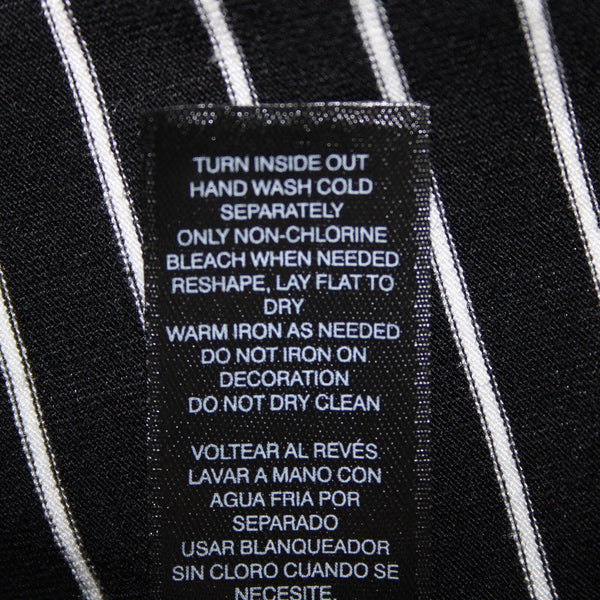 TURN INSIDE OUT
HAND WASH COLD
SEPARATELY
ONLY NON-CHLORINE
BLEACH WHEN NEEDED
RESHAPE, LAY FLAT TO
DRY
WARM IRON AS NEEDED
DO NOT IRON ON
DECORATION
DO NOT DRY CLEAN
VOLTEAR AL REVÉS
LAVAR A MANO CON
AGUA FRIA POR
SEPARADO
USAR BLANQUEADOR
SIN CLORO CUANDO SE
NECESITE.